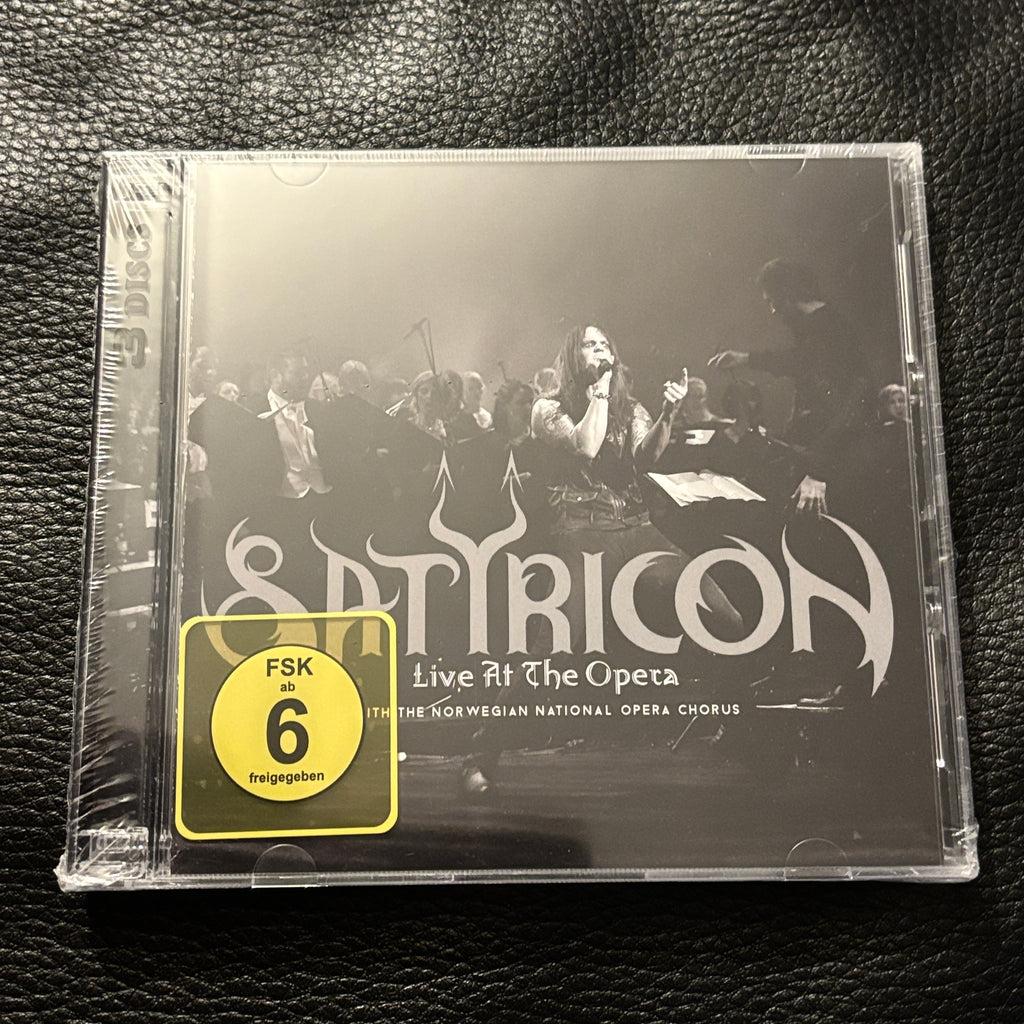 3 Discs
SATYRICON
Live At The Opera
ITH THE NORWEGIAN NATIONAL OPERA CHORUS
FSK
ab
6
freigegeben